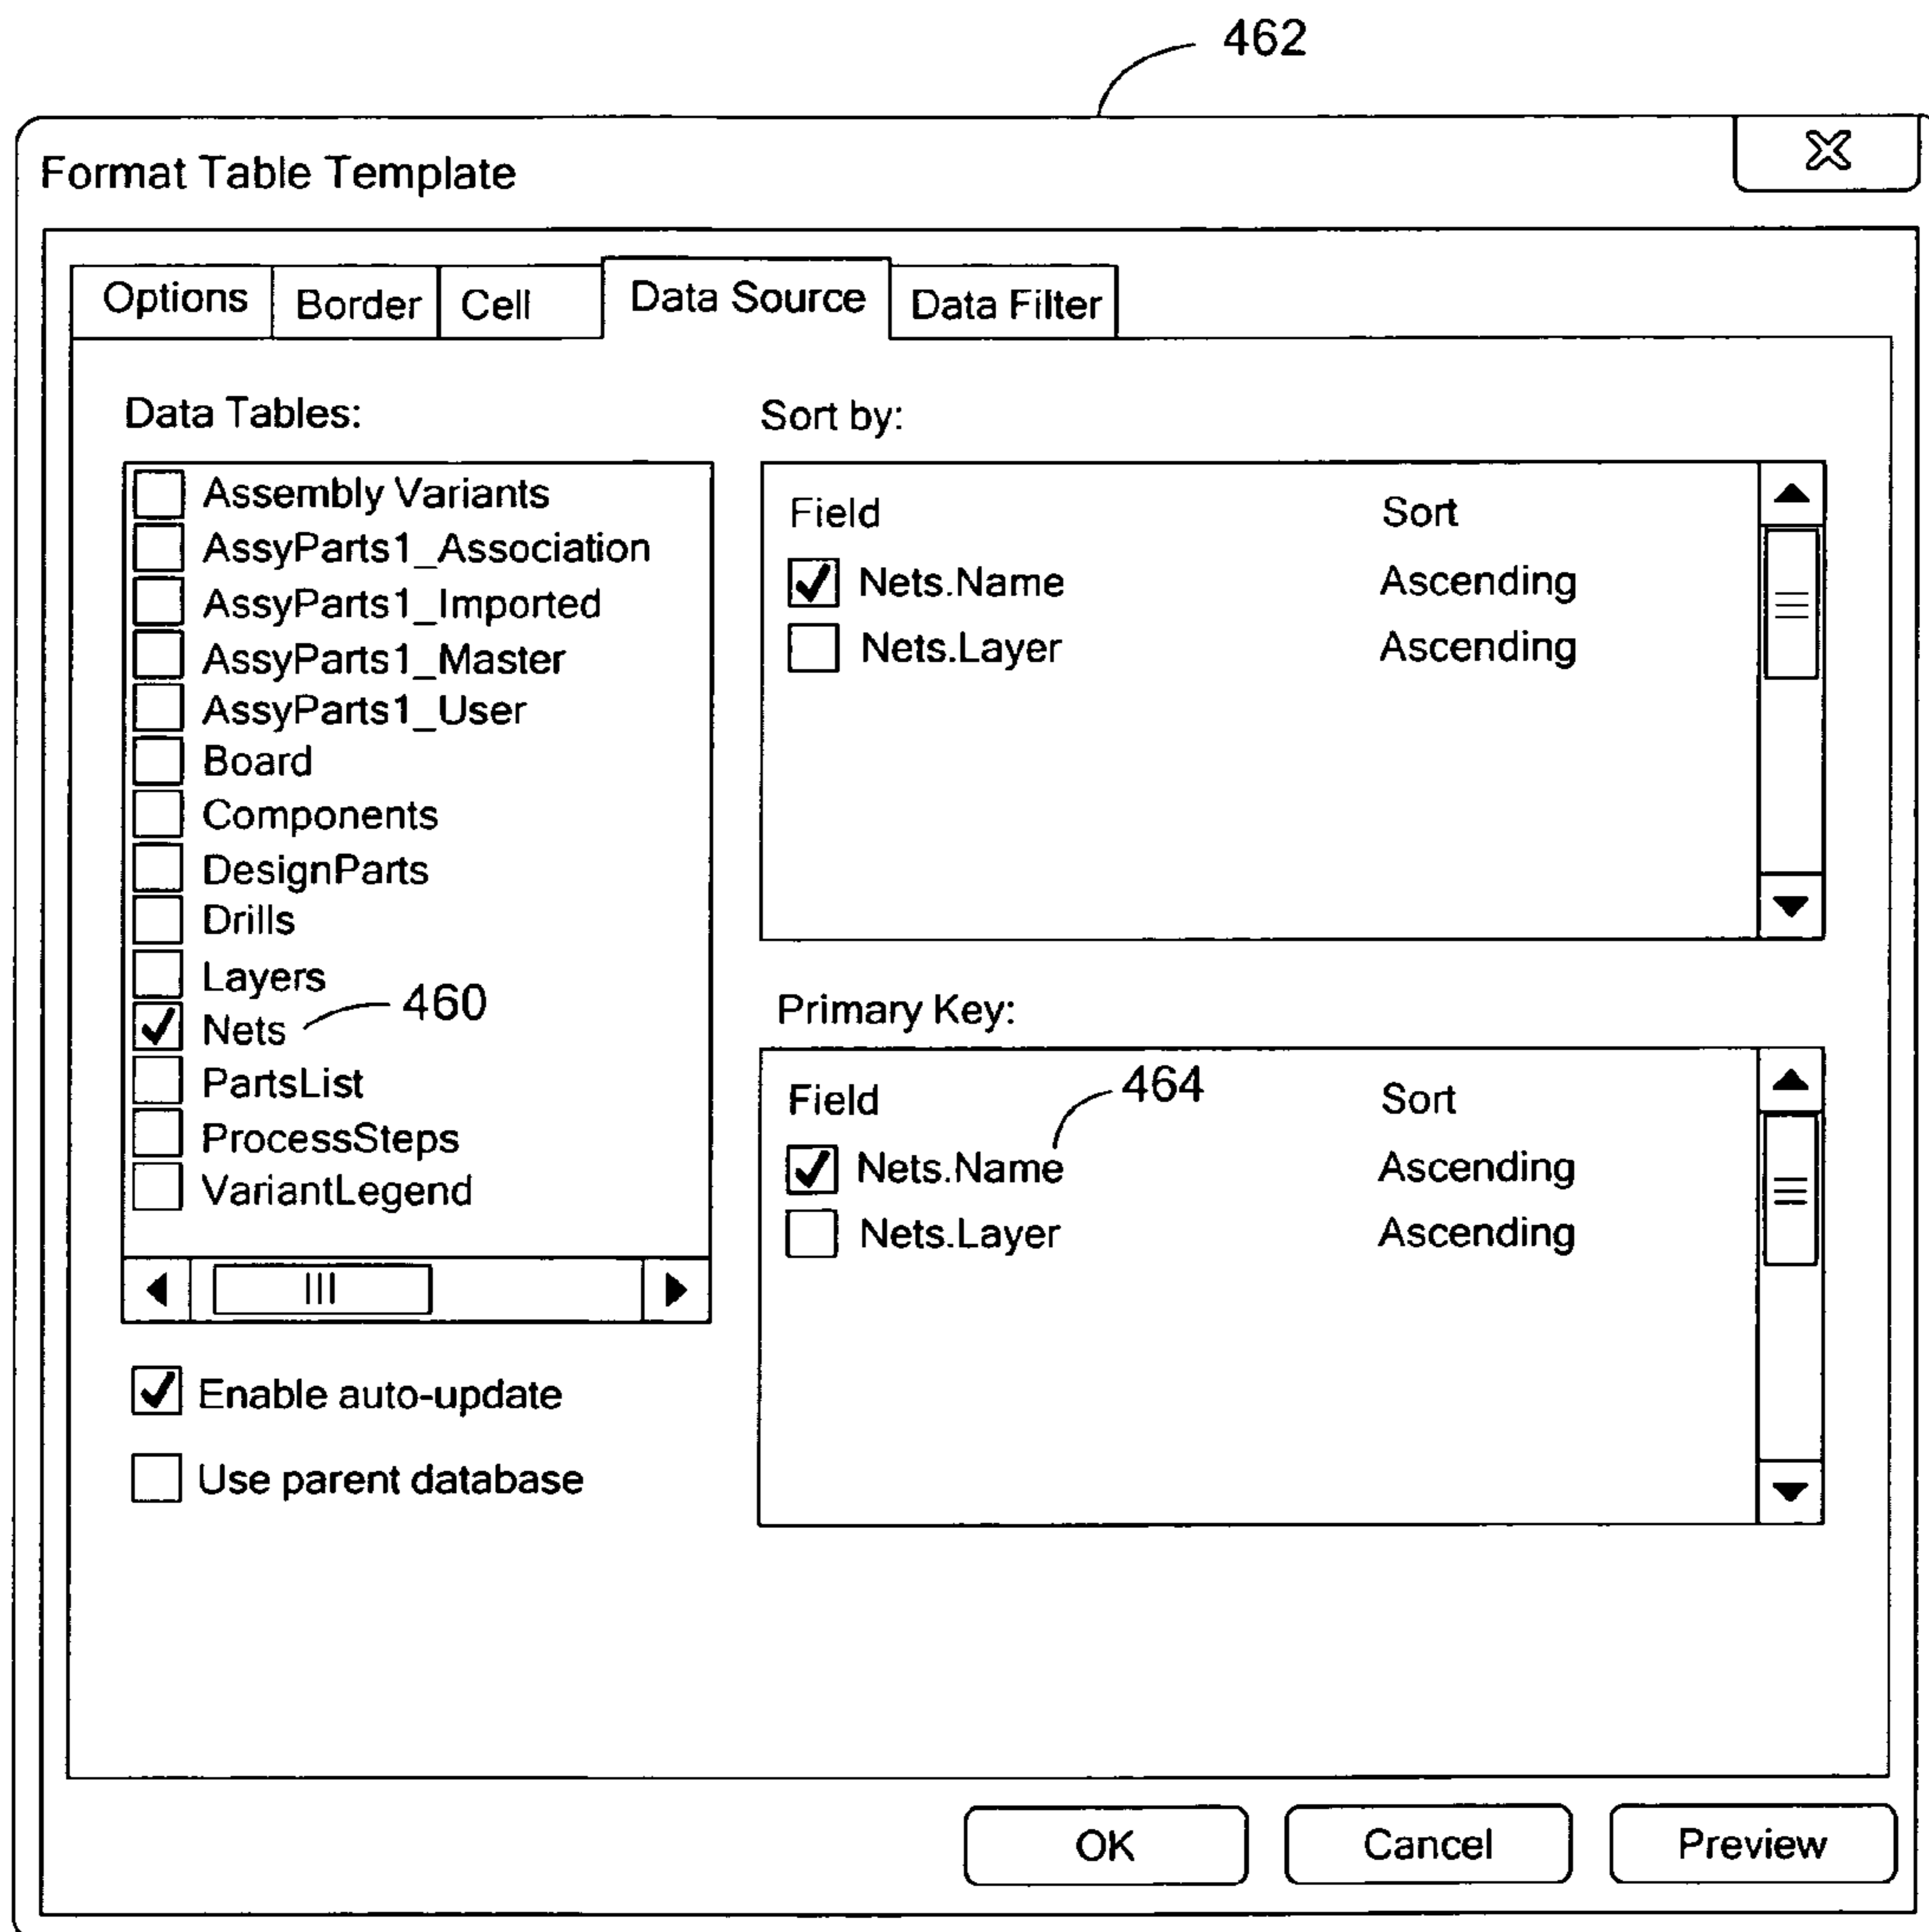 462
Format Table Template
Options
Border
Cell
Data Source
Data Filter
Data Tables:
Assembly Variants
AssyParts1_Association
AssyParts1_Imported
AssyParts1_Master
AssyParts1_User
Board
Components
DesignParts
Drills
Layers
Nets 460
PartsList
ProcessSteps
VariantLegend
Enable auto-update
Use parent database
Sort by:
Field Sort
Nets.Name Ascending
Nets.Layer Ascending
Primary Key:
464
Field Sort
Nets.Name Ascending
Nets.Layer Ascending
OK
Cancel
Preview